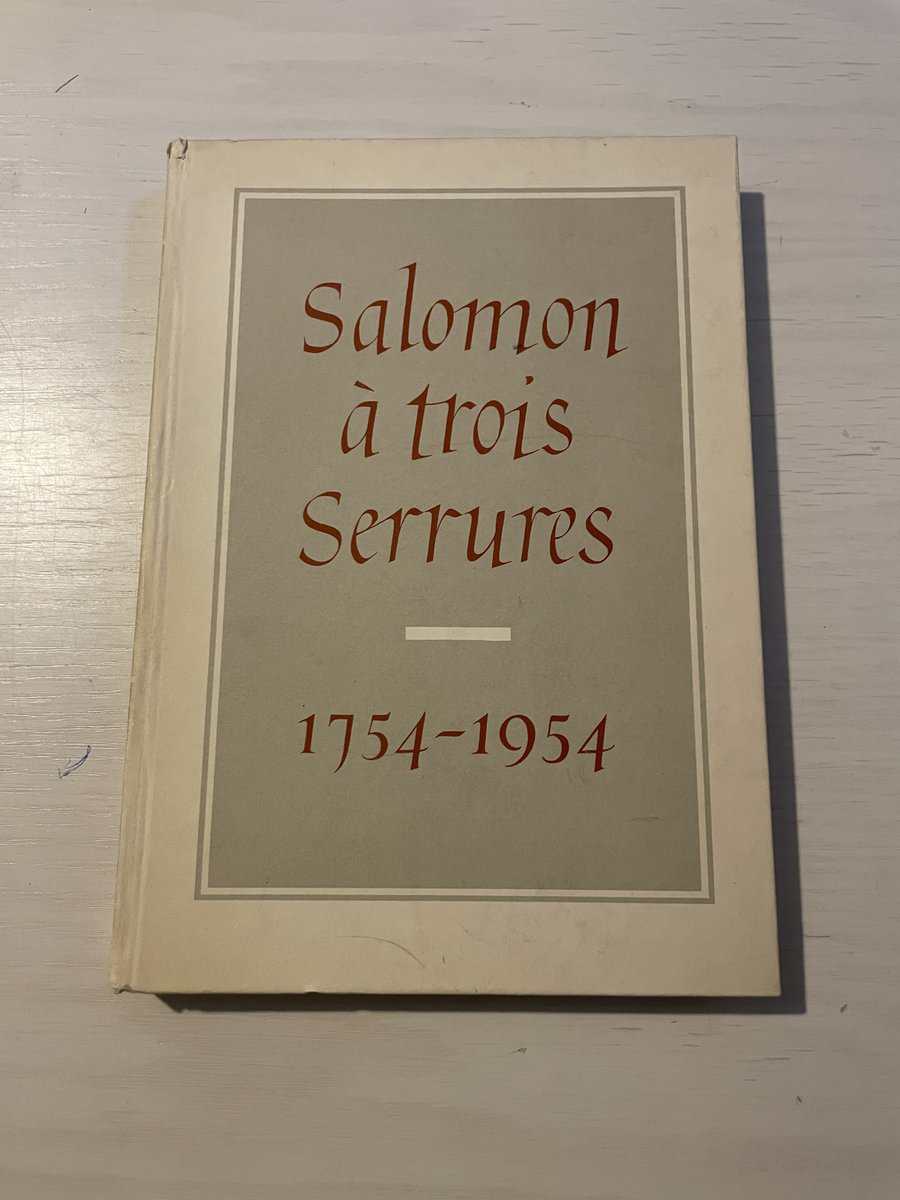 Salomon
à trois
Serrures
1754-1954